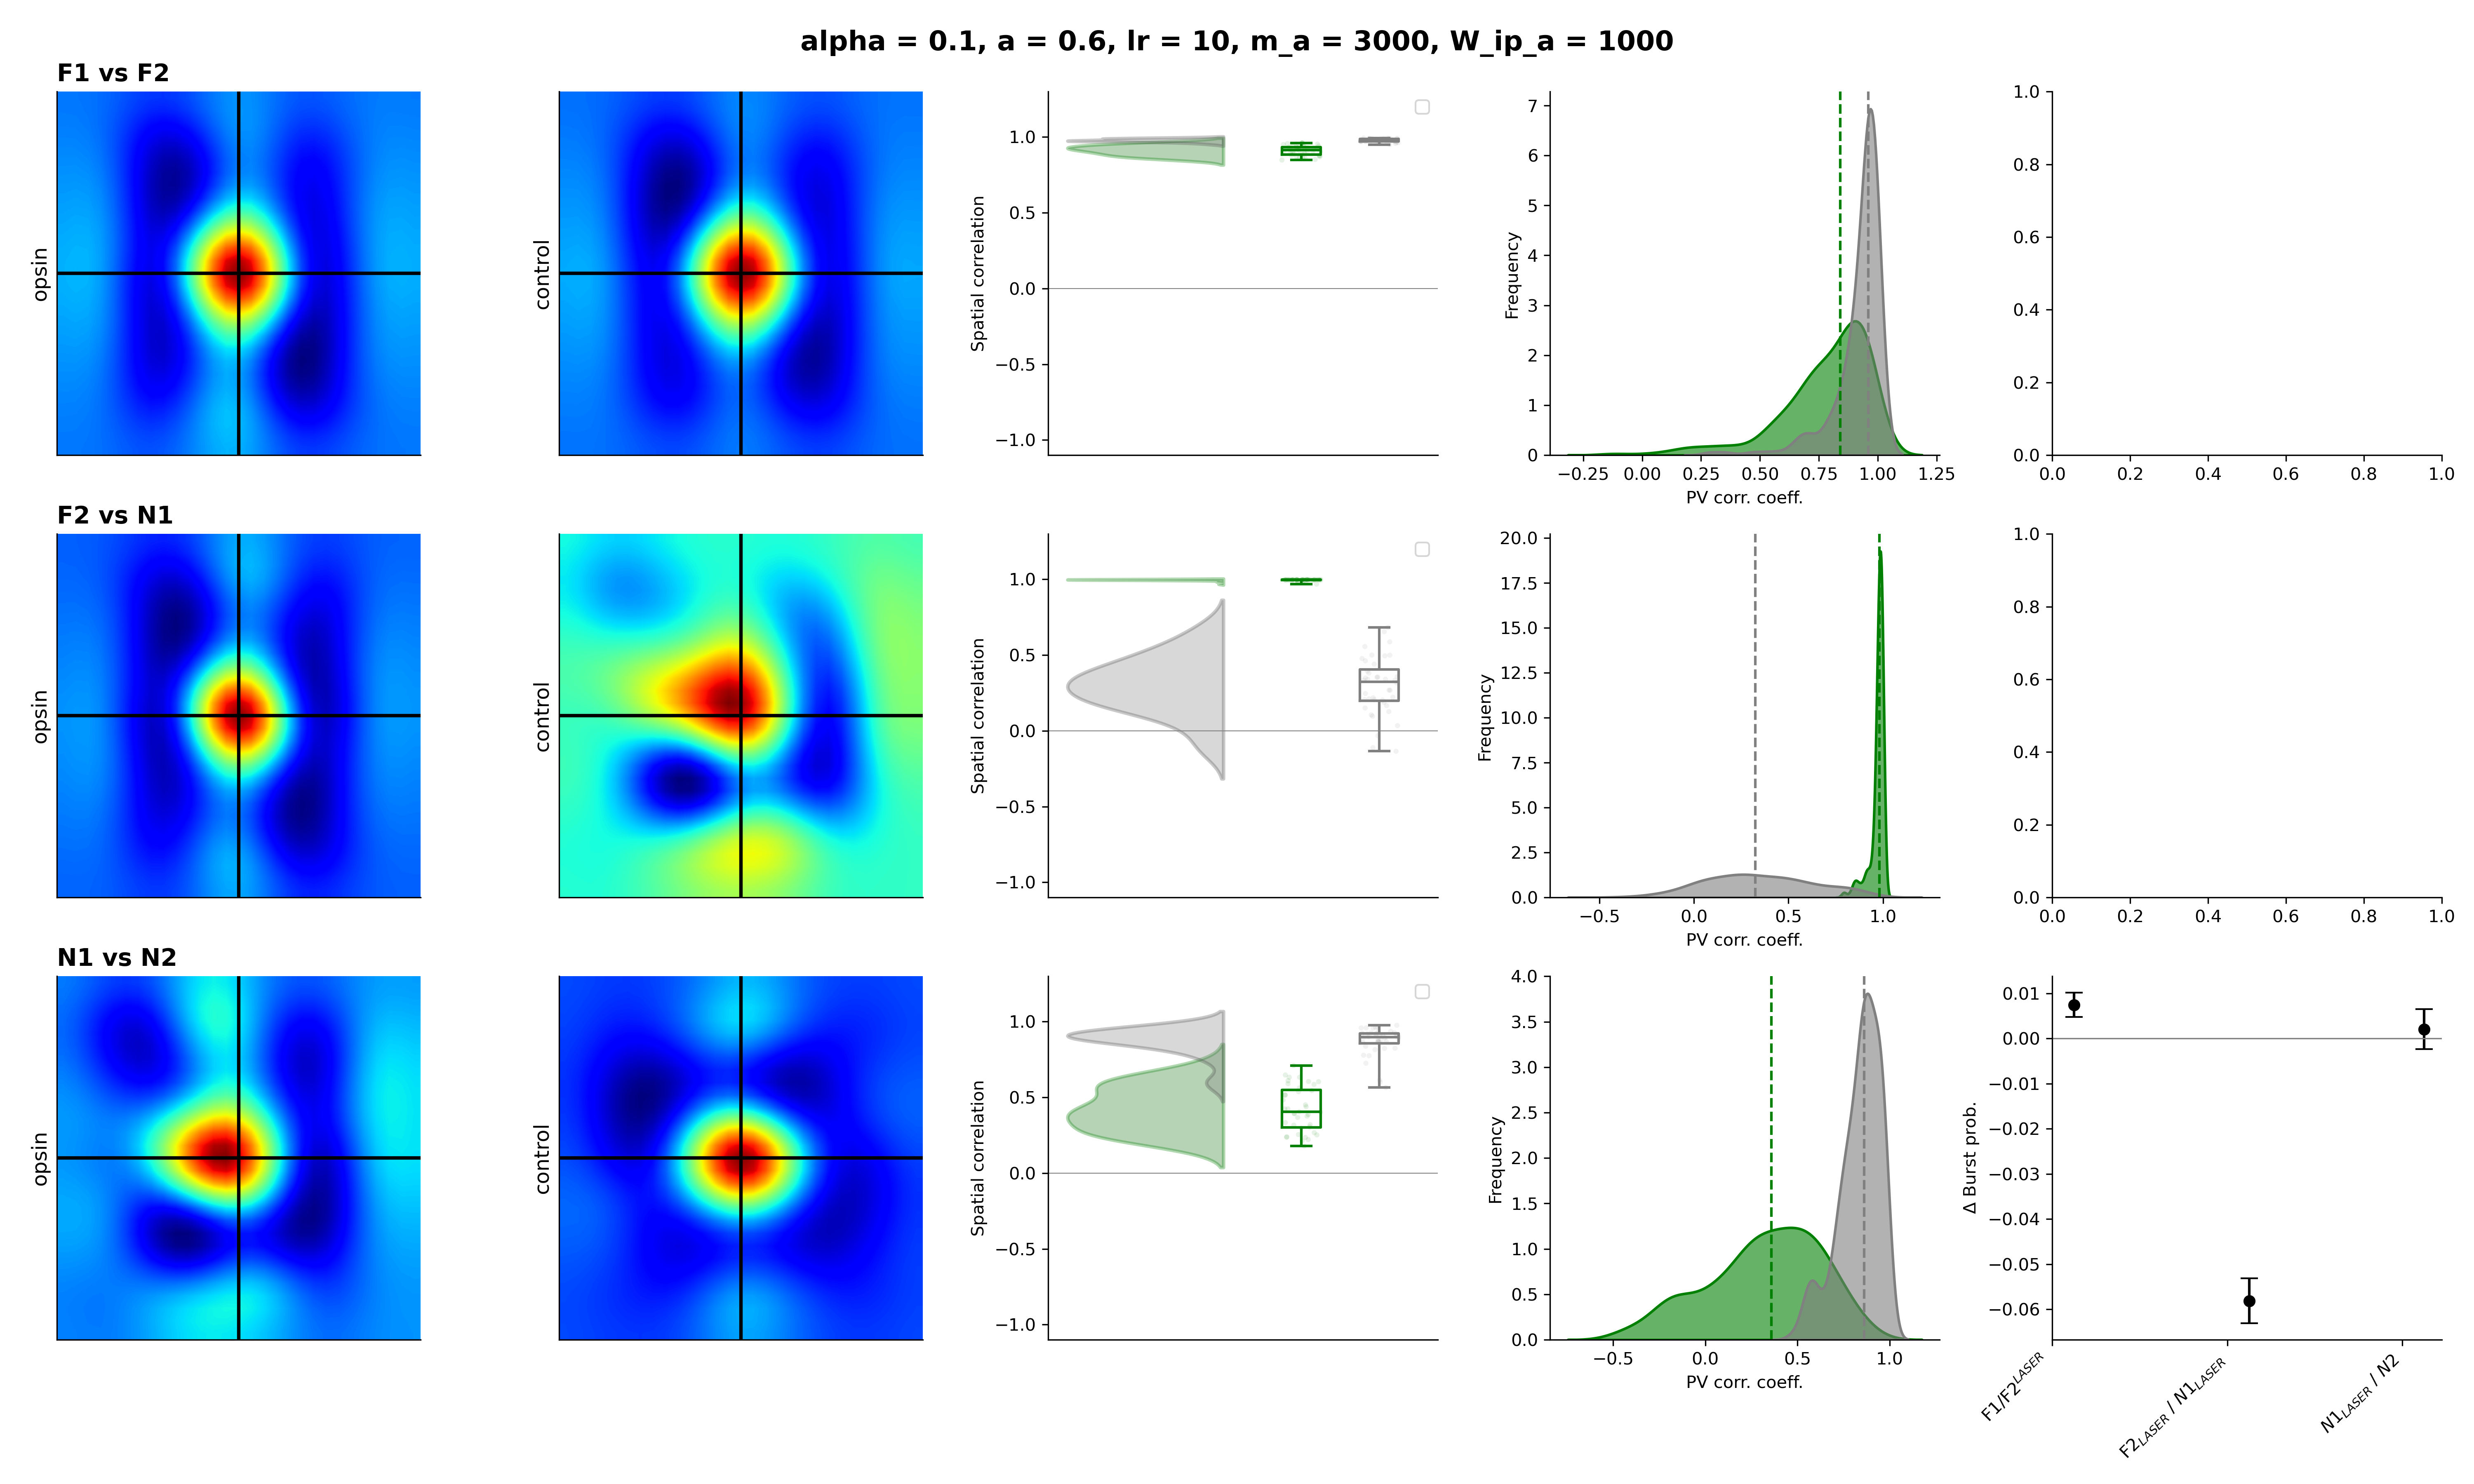 alpha = 0.1, a = 0.6, lr = 10, m_a = 3000, W_ip_a = 1000
F1 vs F2
opsin
control
Spatial correlation
1.0
0.5
0.0
−0.5
−1.0
Frequency
7
6
5
4
3
2
1
0
−0.25 0.00 0.25 0.50 0.75 1.00 1.25
PV corr. coeff.
1.0
0.8
0.6
0.4
0.2
0.0
0.0 0.2 0.4 0.6 0.8 1.0
F2 vs N1
opsin
control
Spatial correlation
1.0
0.5
0.0
−0.5
−1.0
Frequency
20.0
17.5
15.0
12.5
10.0
7.5
5.0
2.5
0.0
−0.5 0.0 0.5 1.0
PV corr. coeff.
1.0
0.8
0.6
0.4
0.2
0.0
0.0 0.2 0.4 0.6 0.8 1.0
N1 vs N2
opsin
control
Spatial correlation
1.0
0.5
0.0
−0.5
−1.0
Frequency
4.0
3.5
3.0
2.5
2.0
1.5
1.0
0.5
0.0
−0.5 0.0 0.5 1.0
PV corr. coeff.
Δ Burst prob.
0.01
0.00
−0.01
−0.02
−0.03
−0.04
−0.05
−0.06
F1/F2LASER
F2LASER / N1LASER
N1LASER / N2